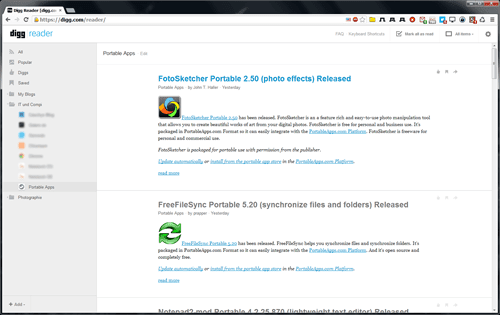 Digg Reader (digg.com/re
https://digg.com/reader/
digg reader
FAQ Keyboard Shortcuts Mark all as read All items
All
Popular
Diggs
Saved
My Blogs
IT und Comp.
Portable Apps
Photographics
+ Add
Portable Apps Edit
FotoSketcher Portable 2.50 (photo effects) Released
Portable Apps by John T. Haller Yesterday
FotoSketcher Portable 2.50 has been released. FotoSketcher is an a feature rich and easy-to-use photo manipulation tool
that allows you to create beautiful works of art from your digital photos. FotoSketcher is free for personal and business use. It's
packaged in PortableApps.com Format so it can easily integrate with the PortableApps.com Platform. FotoSketcher is freeware for
personal and commercial use.
FotoSketcher is packaged for portable use with permission from the publisher.
Update automatically or install from the portable app store in the PortableApps.com Platform.
read more
FreeFileSync Portable 5.20 (synchronize files and folders) Released
Portable Apps by prapper Yesterday
FreeFileSync Portable 5.20 has been released. FreeFileSync helps you synchronize files and synchronize folders. It's
packaged in PortableApps.com Format so it can easily integrate with the PortableApps.com Platform. And it's open source and
completely free.
Update automatically or install from the portable app store in the PortableApps.com Platform.
read more
Notepad2-mod Portable 4.2.25.870 (lightweight text editor) Released